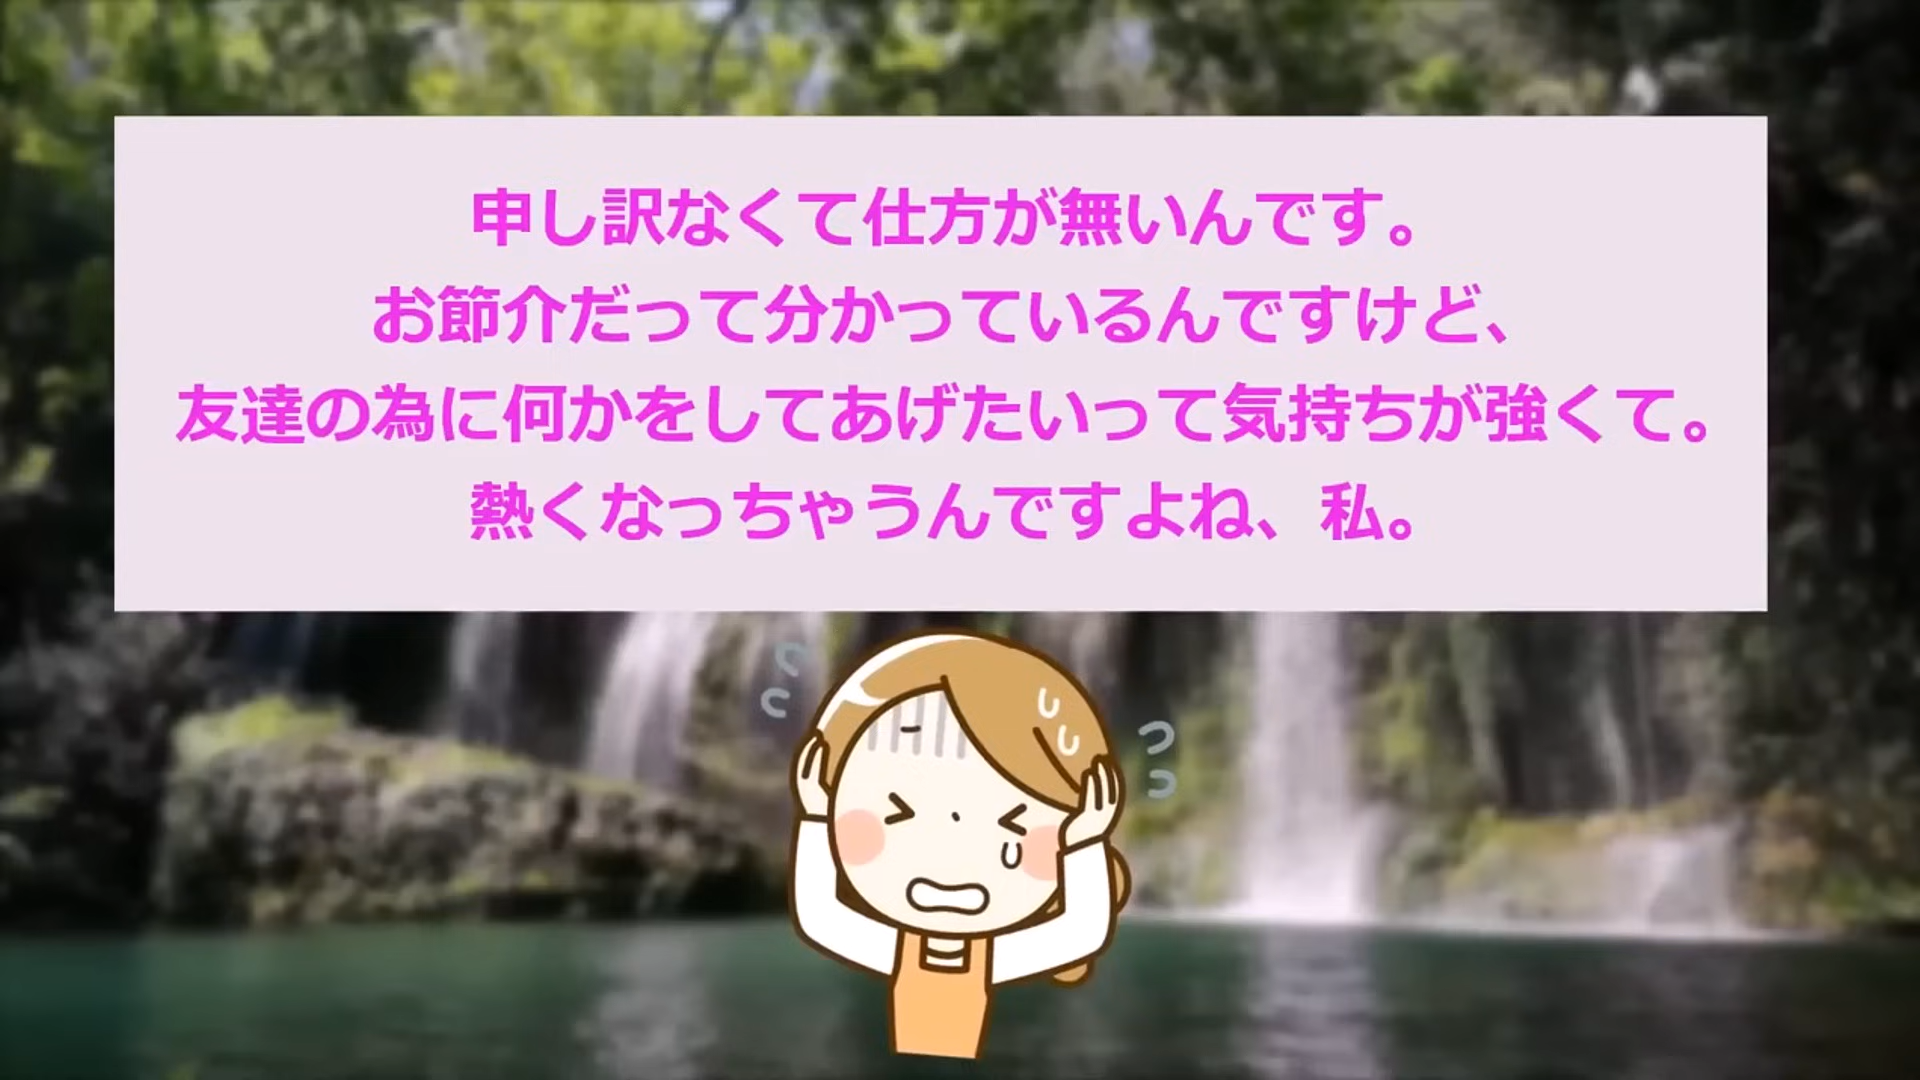 申し訳なくて仕方が無いんです。
お節介だって分かっているんですけど、
友達の為に何かをしてあげたいって気持ちが強くて。
熱くなっちゃうんですよね、私。